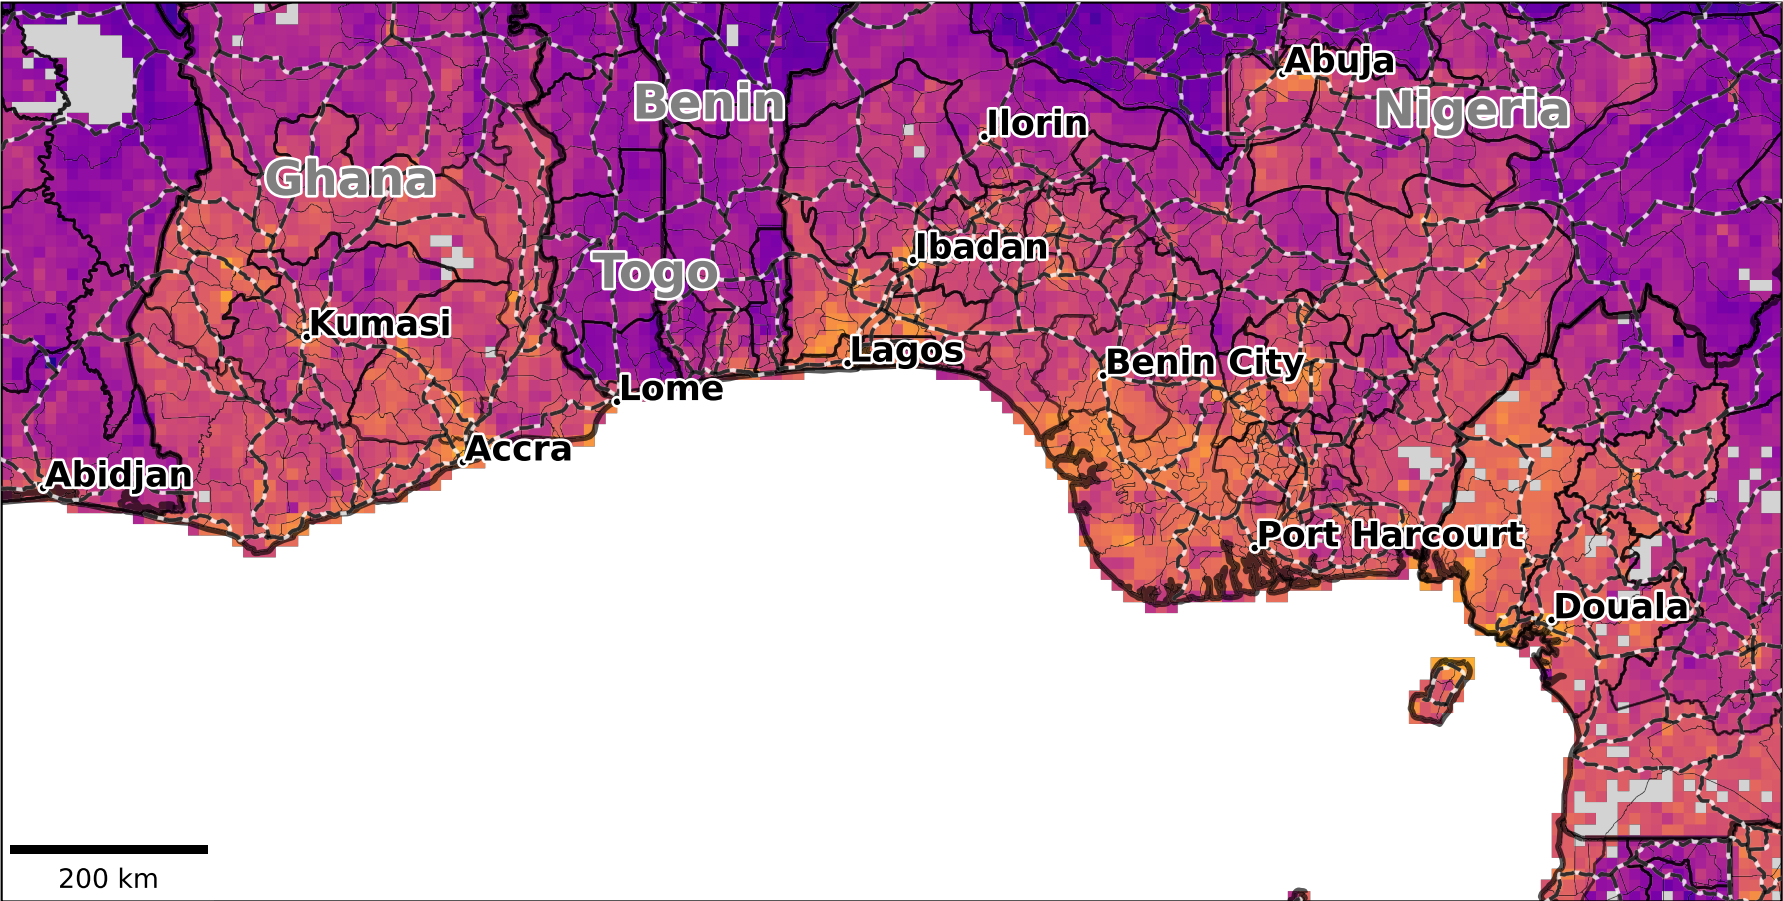 Abuja
Benin
Nigeria
Ilorin
Ghana
Ibadan
Togo
Kumasi
Lagos
Benin City
Lome
Accra
Abidjan
Port Harcourt
Douala
200 km